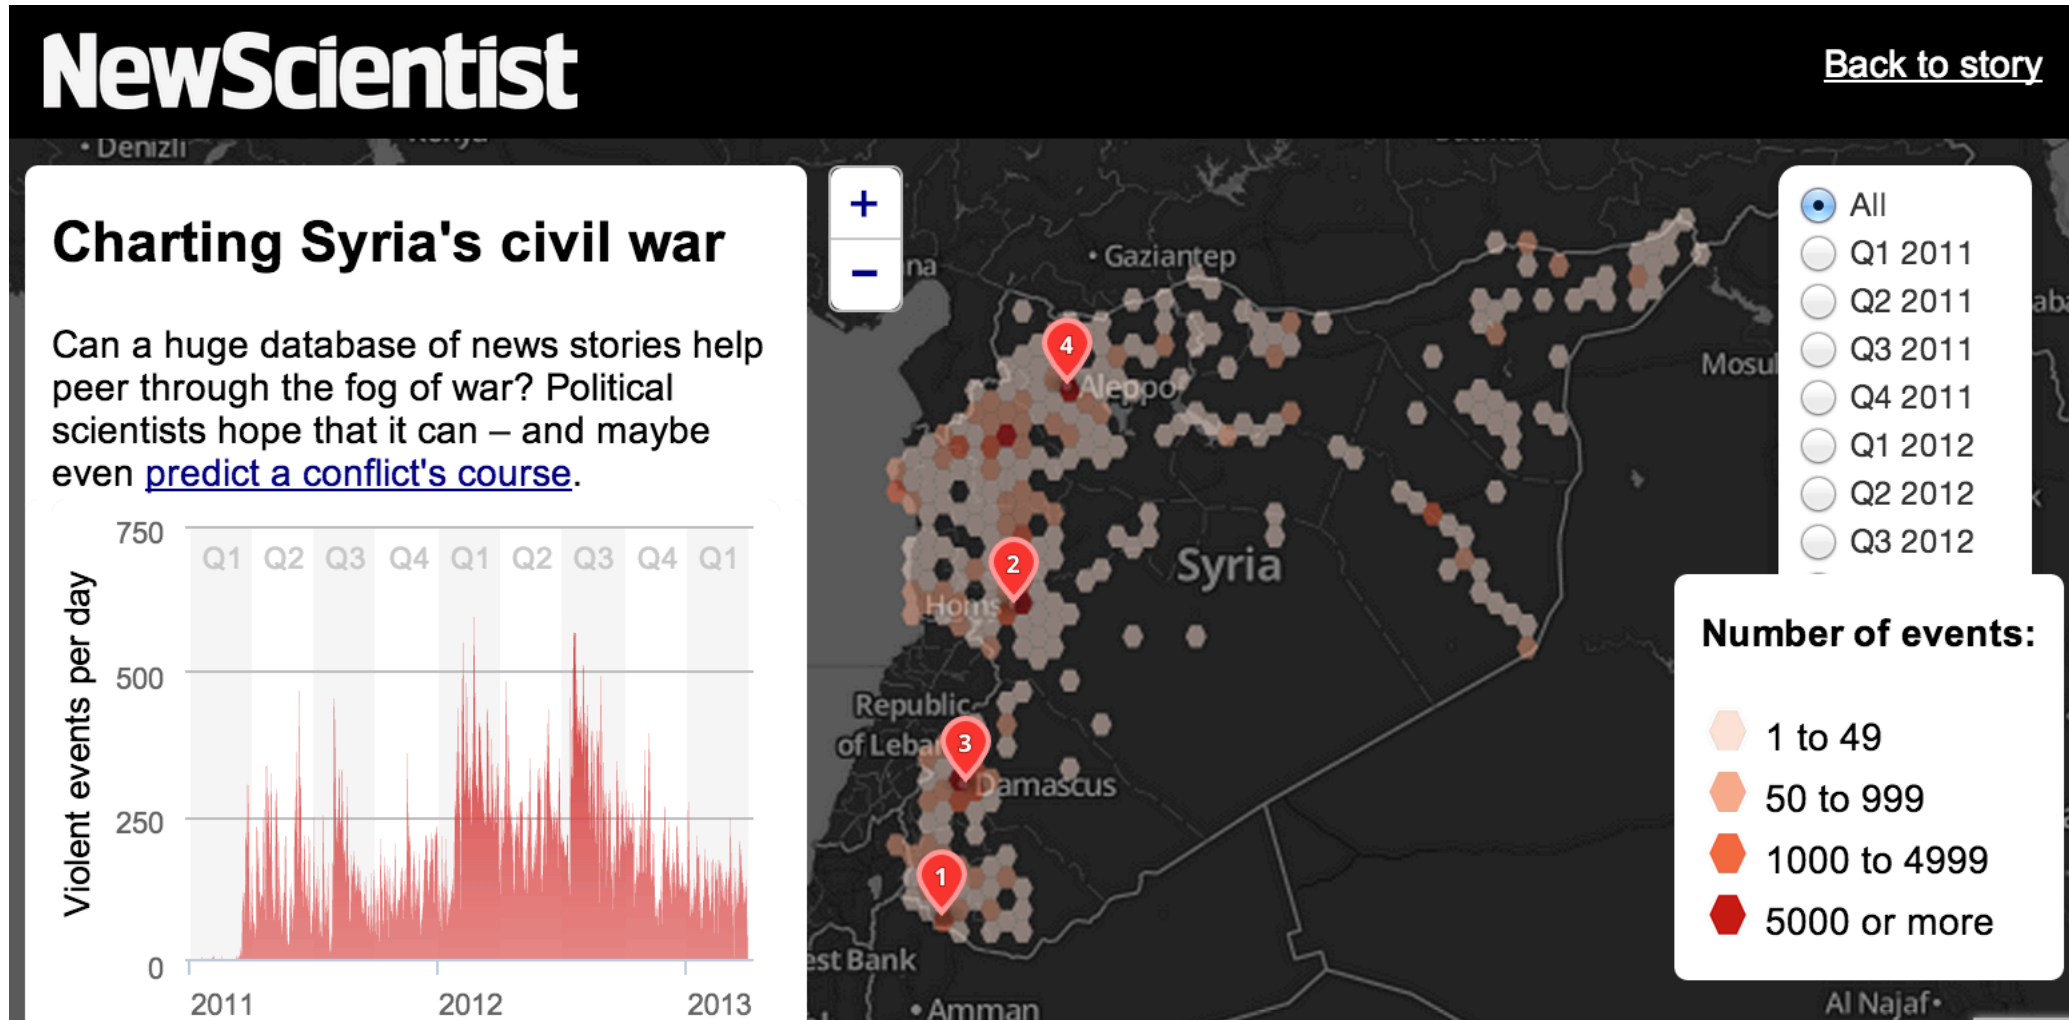 NewScientist
Back to story
• Denizli
Charting Syria's civil war
Can a huge database of news stories help
peer through the fog of war? Political
scientists hope that it can – and maybe
even predict a conflict's course.
Violent events per day
750
500
250
0
Q1 Q2 Q3 Q4 Q1 Q2 Q3 Q4 Q1
2011 2012 2013
+
−
• Gaziantep
4
Aleppo
2
Homs
Syria
Republic
3
Damascus
1
• Amman
Mosul
Al Najaf •
All
Q1 2011
Q2 2011
Q3 2011
Q4 2011
Q1 2012
Q2 2012
Q3 2012
Number of events:
1 to 49
50 to 999
1000 to 4999
5000 or more